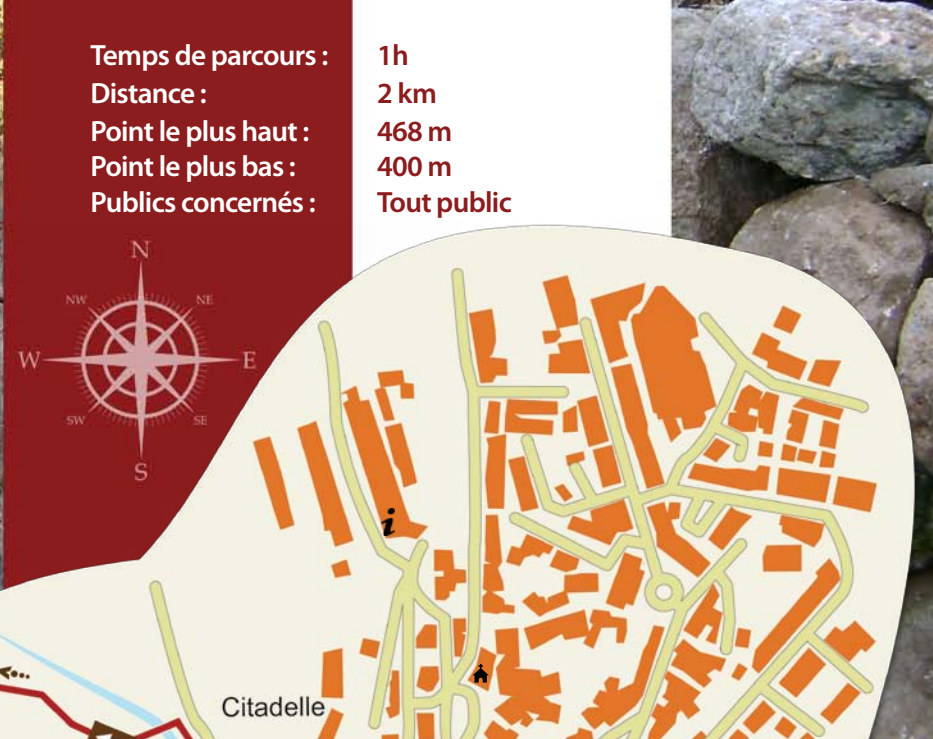 Temps de parcours : 1h
Distance : 2 km
Point le plus haut : 468 m
Point le plus bas : 400 m
Publics concernés : Tout public
N
NW NE
W E
SW SE
S
i
Citadelle